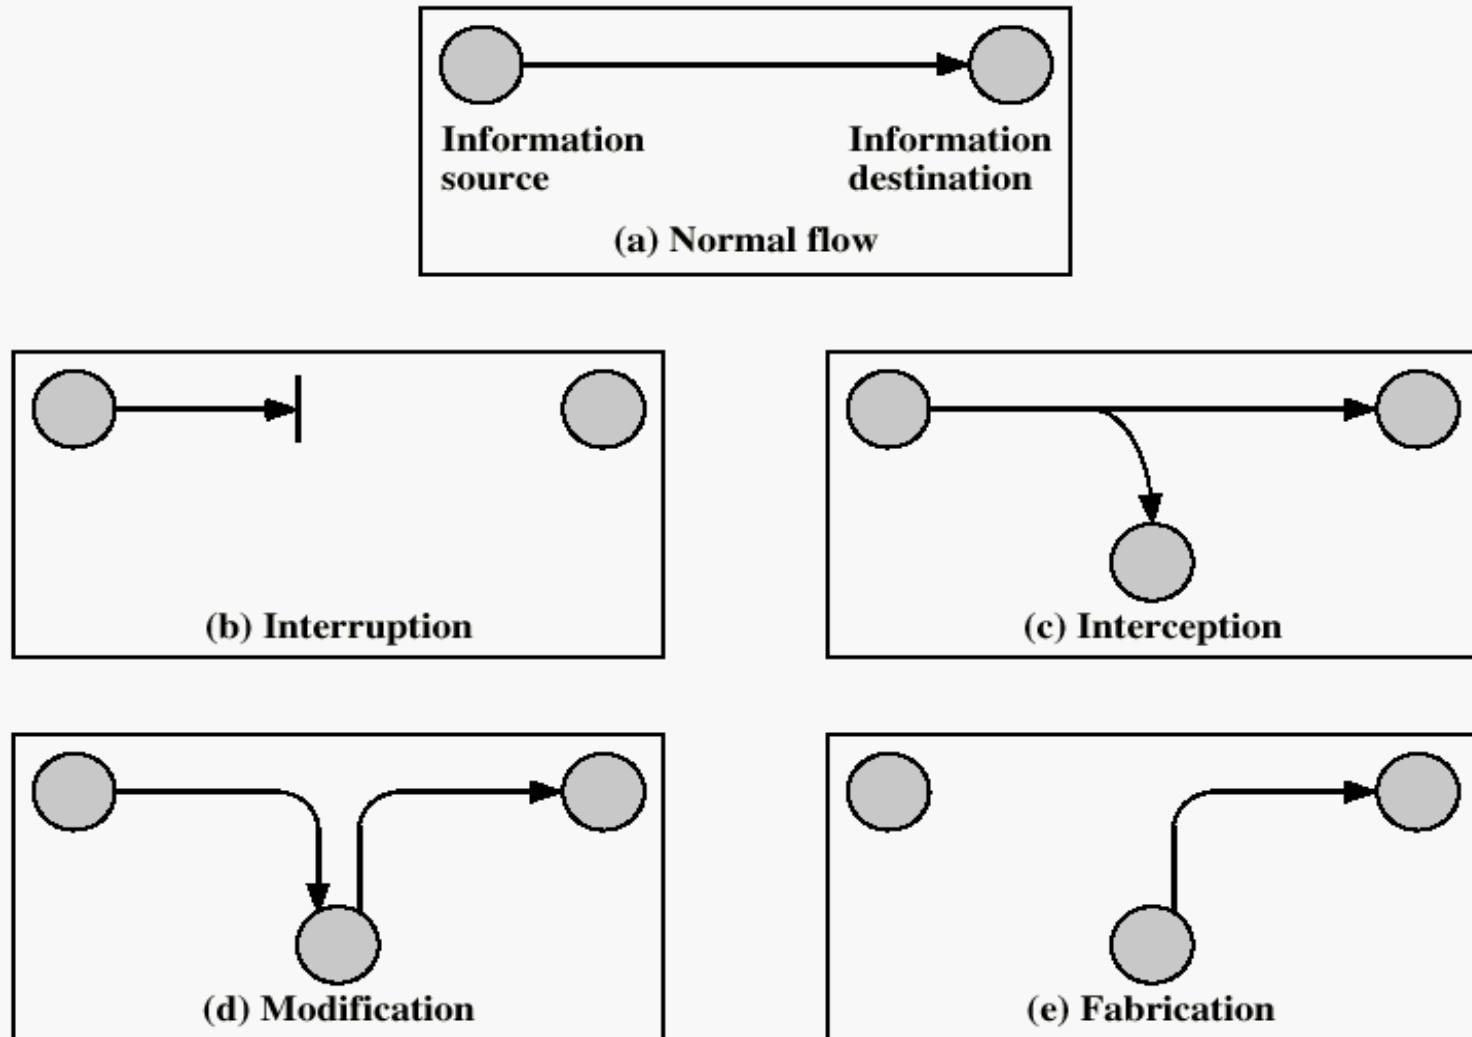 Information
source
Information
destination
(a) Normal flow
(b) Interruption
(c) Interception
(d) Modification
(e) Fabrication